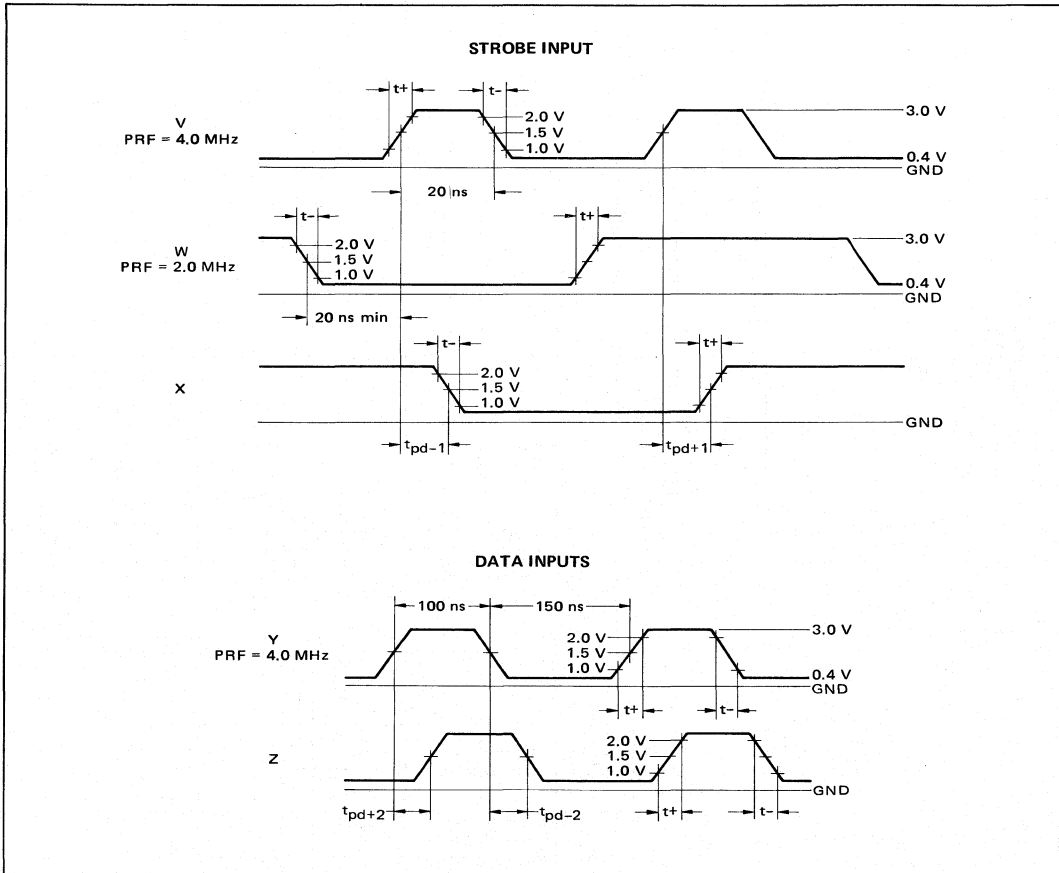 STROBE INPUT
t+
t-
V
PRF = 4.0 MHz
2.0 V
1.5 V
1.0 V
3.0 V
0.4 V
GND
20 ns
t-
t+
W
PRF = 2.0 MHz
2.0 V
1.5 V
1.0 V
3.0 V
0.4 V
GND
20 ns min
t-
t+
X
2.0 V
1.5 V
1.0 V
GND
tpd-1
tpd+1
DATA INPUTS
100 ns
150 ns
Y
PRF = 4.0 MHz
2.0 V
1.5 V
1.0 V
3.0 V
0.4 V
GND
t+
t-
Z
2.0 V
1.5 V
1.0 V
GND
tpd+2
tpd-2
t+
t-